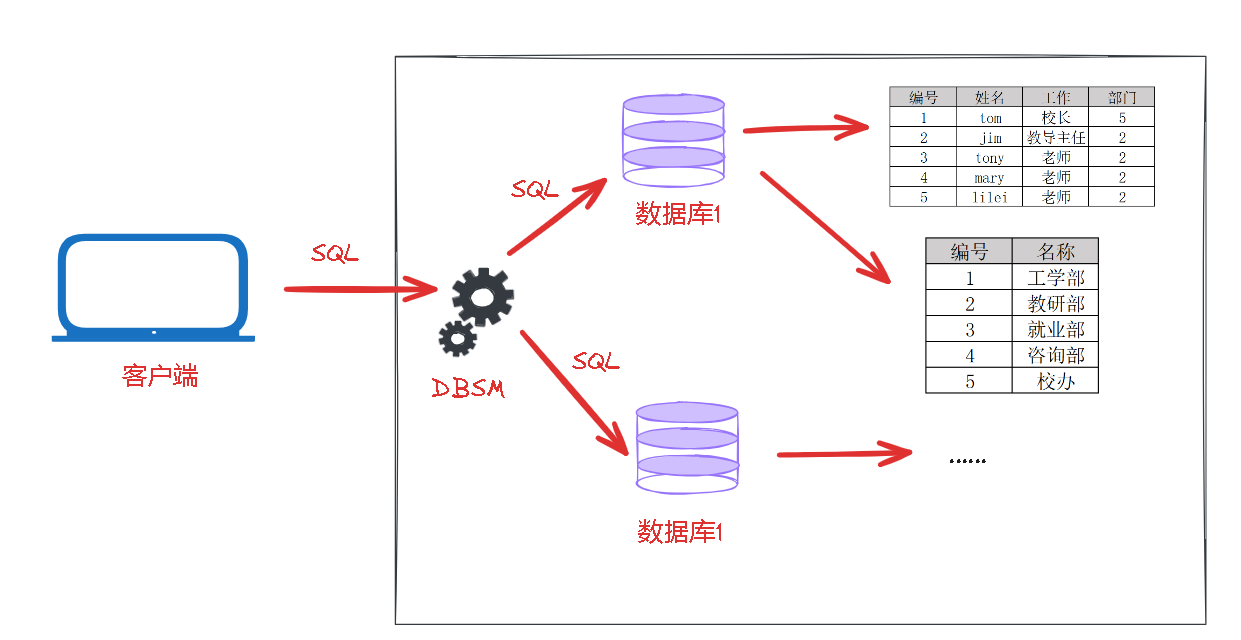 客户端
SQL
DBSM
SQL
SQL
数据库1
数据库1
编号 姓名 工作 部门
1 tom 校长 5
2 jim 教导主任 2
3 tony 老师 2
4 mary 老师 2
5 lilei 老师 2
编号 名称
1 工学部
2 教研部
3 就业部
4 咨询部
5 校办
......